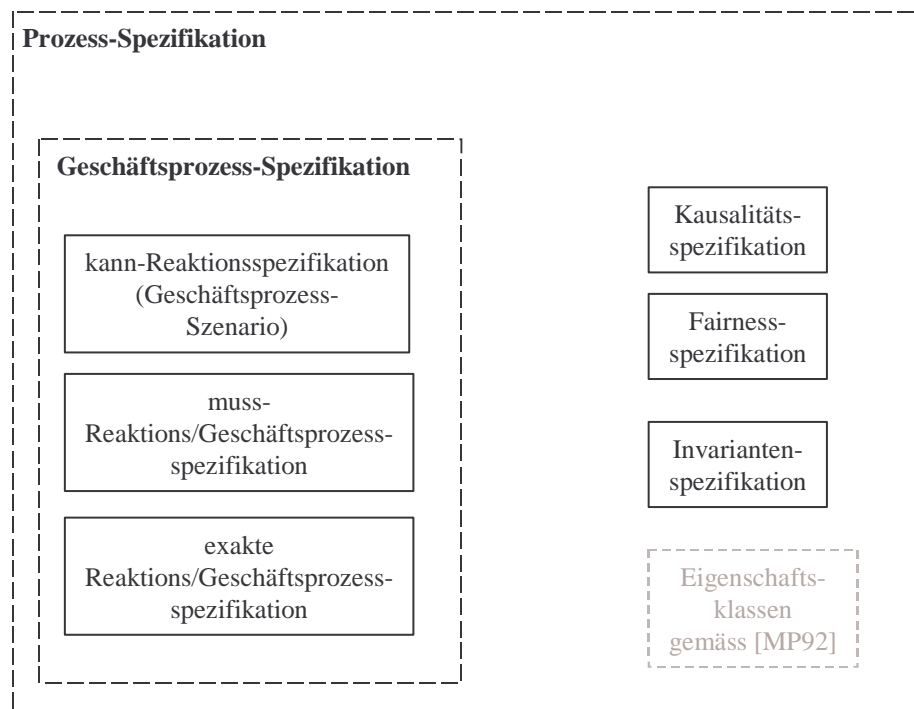 Prozess-Spezifikation
Geschäftsprozess-Spezifikation
kann-Reaktionsspezifikation
(Geschäftsprozess-
Szenario)
muss-
Reaktions/Geschäftsprozess-
spezifikation
exakte
Reaktions/Geschäftsprozess-
spezifikation
Kausalitäts-
spezifikation
Fairness-
spezifikation
Invarianten-
spezifikation
Eigenschafts-
klassen
gemäss [MP92]